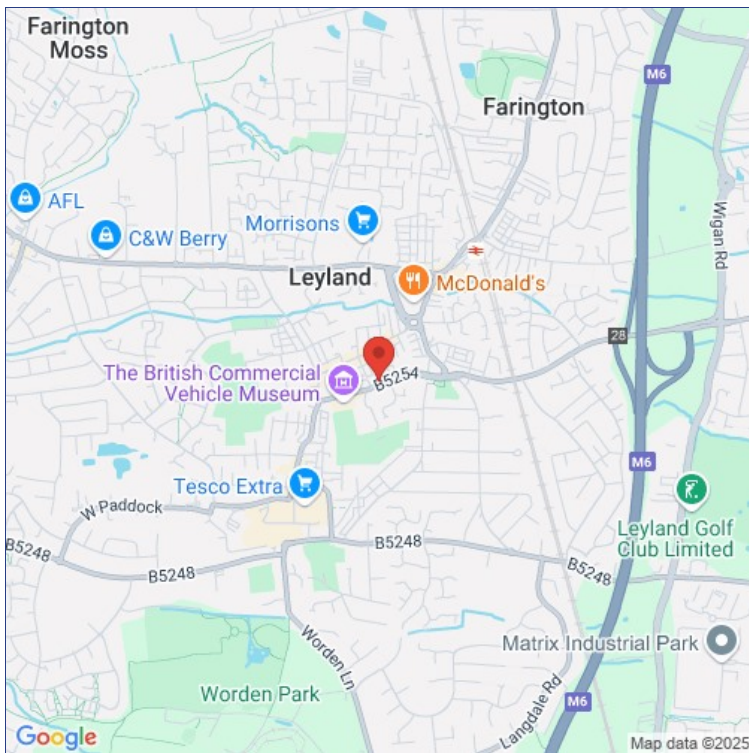 Farington
Moss
M6
Farington
AFL
C&W Berry
Morrisons
Wigan Rd
Leyland
McDonald's
28
The British Commercial
Vehicle Museum
B5254
M6
Tesco Extra
W Paddock
Leyland Golf
Club Limited
B5248
B5248
B5248
B5248
Worden Ln
Matrix Industrial Park
Worden Park
Langdale Rd
M6
Google
Map data ©2025